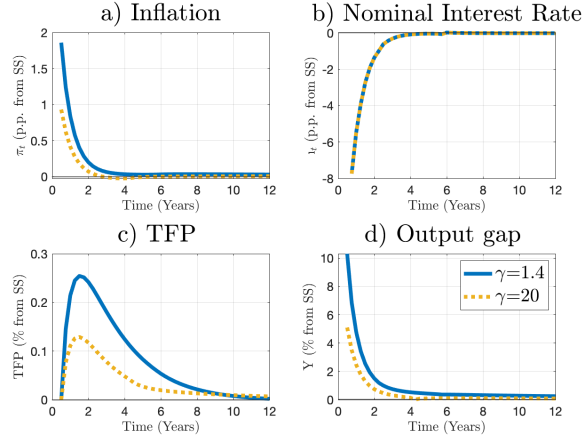 a) Inflation
π_t (p.p. from SS)
2
1.5
1
0.5
0
0 2 4 6 8 10 12
Time (Years)
b) Nominal Interest Rate
ι_t (p.p. from SS)
0
-2
-4
-6
-8
0 2 4 6 8 10 12
Time (Years)
c) TFP
TFP (% from SS)
0.3
0.2
0.1
0
0 2 4 6 8 10 12
Time (Years)
d) Output gap
Y (% from SS)
10
8
6
4
2
0
0 2 4 6 8 10 12
Time (Years)
γ=1.4
γ=20